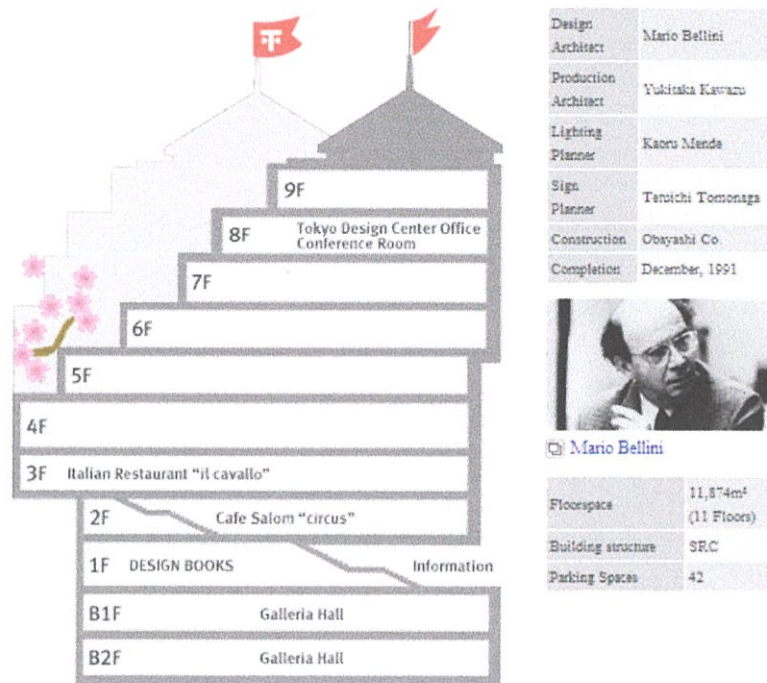 9F
8F Tokyo Design Center Office
Conference Room
7F
6F
5F
4F
3F Italian Restaurant "il cavallo"
2F Cafe Salom "circus"
1F DESIGN BOOKS Information
B1F Galleria Hall
B2F Galleria Hall
Design
Architect Mario Bellini
Production
Architect Yukitaka Kawazu
Lighting
Planner Kaoru Mende
Sign
Planner Teruichi Tomonaga
Construction Obayashi Co.
Completion December, 1991
Mario Bellini
Floorspace 11,874m²
(11 Floors)
Building structure SRC
Parking Spaces 42